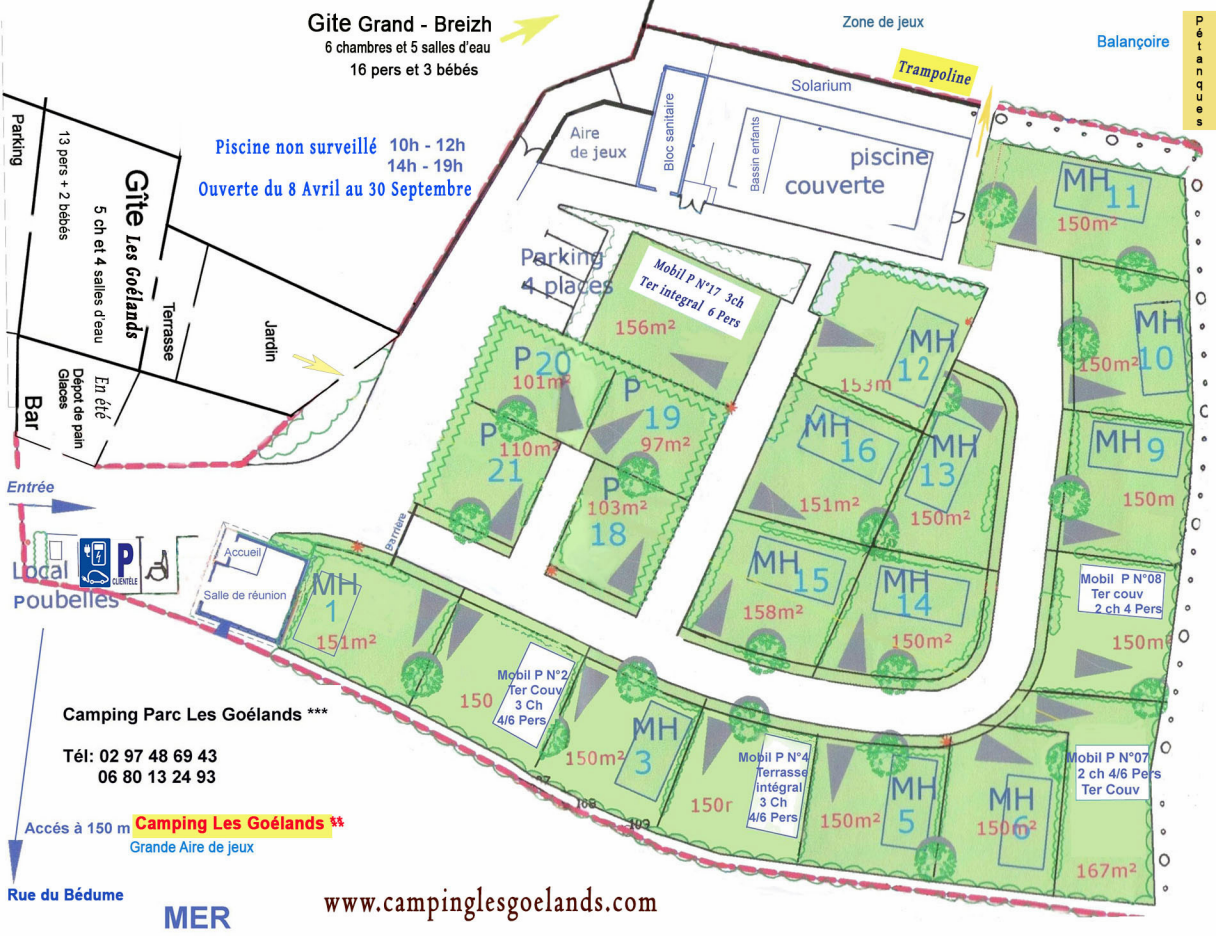 Gite Grand - Breizh
6 chambres et 5 salles d'eau
16 pers et 3 bébés
Zone de jeux
Balançoire
Pétanques
Trampoline
Solarium
Bloc sanitaire
Bassin enfants
piscine
couverte
Aire
de jeux
Piscine non surveillé 10h - 12h
14h - 19h
Ouverte du 8 Avril au 30 Septembre
Parking
13 pers + 2 bébés
Gîte Les Goélands
5 ch et 4 salles d'eau
Terrasse
Jardin
Bar
En été
Dépot de pain
Glaces
Parking
4 places
Mobil P N°17 3ch
Ter integral 6 Pers
156m²
MH 11
150m²
MH
10
150m²
MH 9
150m
MH
12
153m
MH
16
151m²
MH
13
150m²
MH
15
158m²
MH
14
150m²
P 20
101m²
P
19
97m²
P
21
110m²
P
103m²
18
Barrière
Entrée
Local
Poubelles
P
CLIENTÈLE
Accueil
Salle de réunion
MH
1
151m²
Mobil P N°2
Ter Couv
3 Ch
4/6 Pers
150
MH
3
150m²
Mobil P N°4
Terrasse
intégral
3 Ch
4/6 Pers
150r
MH
5
150m²
MH
6
150m²
Mobil P N°07
2 ch 4/6 Pers
Ter Couv
167m²
Mobil P N°08
Ter couv
2 ch 4 Pers
150m
103
Camping Parc Les Goélands ***
Tél: 02 97 48 69 43
06 80 13 24 93
Accés à 150 m Camping Les Goélands **
Grande Aire de jeux
Rue du Bédume
MER
www.campinglesgoelands.com